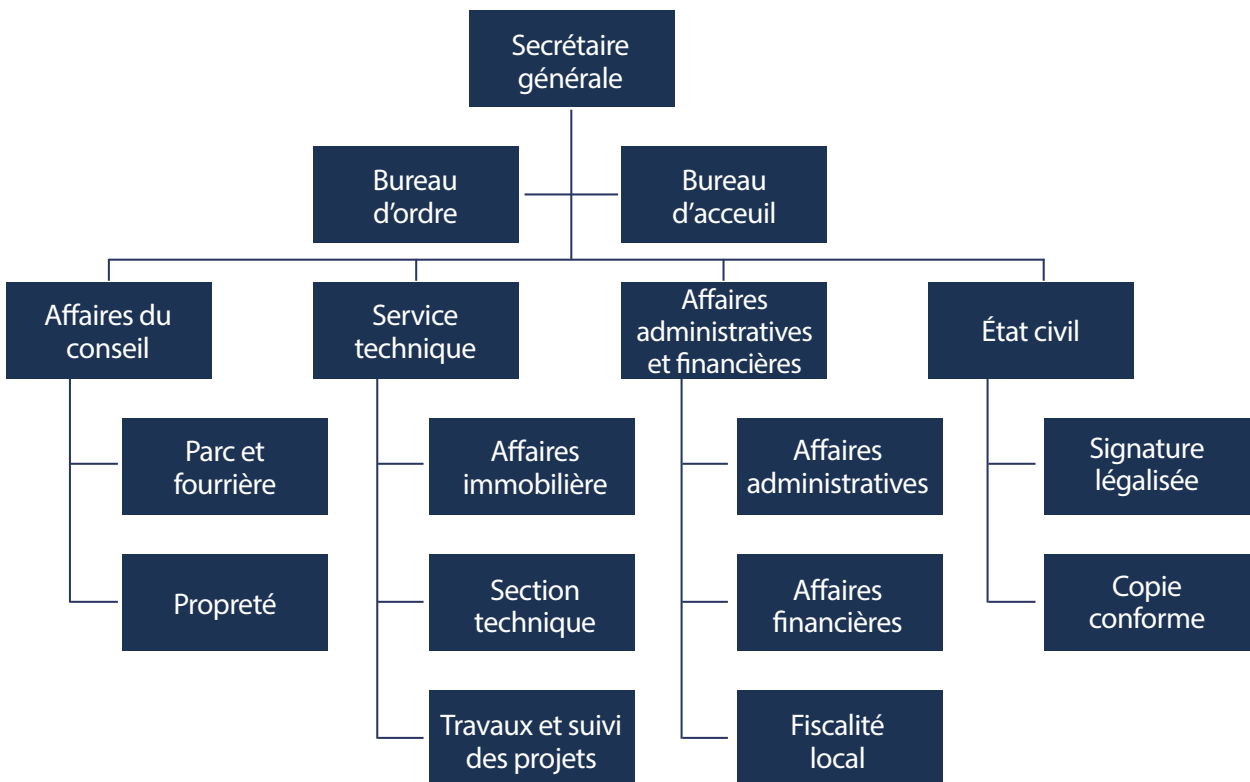 Secrétaire
générale
Bureau
d'ordre
Bureau
d'acceuil
Affaires du
conseil
Service
technique
Affaires
administratives
et financières
État civil
Parc et
fourrière
Affaires
immobilière
Affaires
administratives
Signature
légalisée
Propreté
Section
technique
Affaires
financières
Copie
conforme
Travaux et suivi
des projets
Fiscalité
local